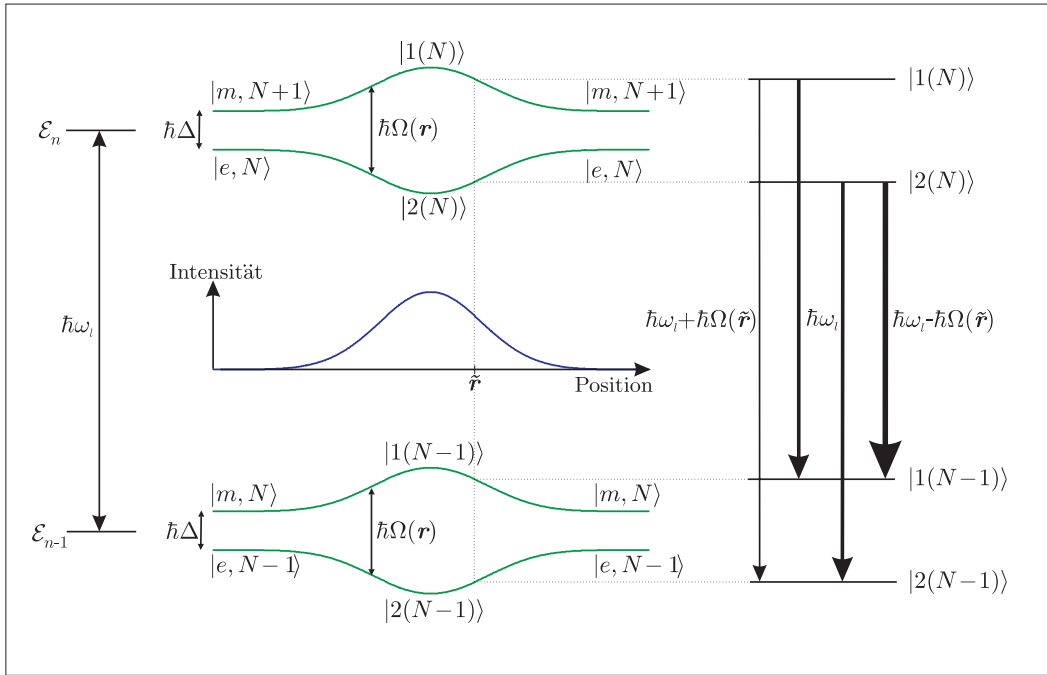 |1(N)⟩
|1(N)⟩
|m, N+1⟩
|m, N+1⟩
ℰₙ
ℏΔ
ℏΩ(r)
|e, N⟩
|e, N⟩
|2(N)⟩
|2(N)⟩
Intensität
ℏωₗ
ℏωₗ+ℏΩ(r̃)
ℏωₗ
ℏωₗ-ℏΩ(r̃)
r̃
Position
|1(N−1)⟩
|1(N−1)⟩
|m, N⟩
|m, N⟩
ℰₙ₋₁
ℏΔ
ℏΩ(r)
|e, N−1⟩
|e, N−1⟩
|2(N−1)⟩
|2(N−1)⟩